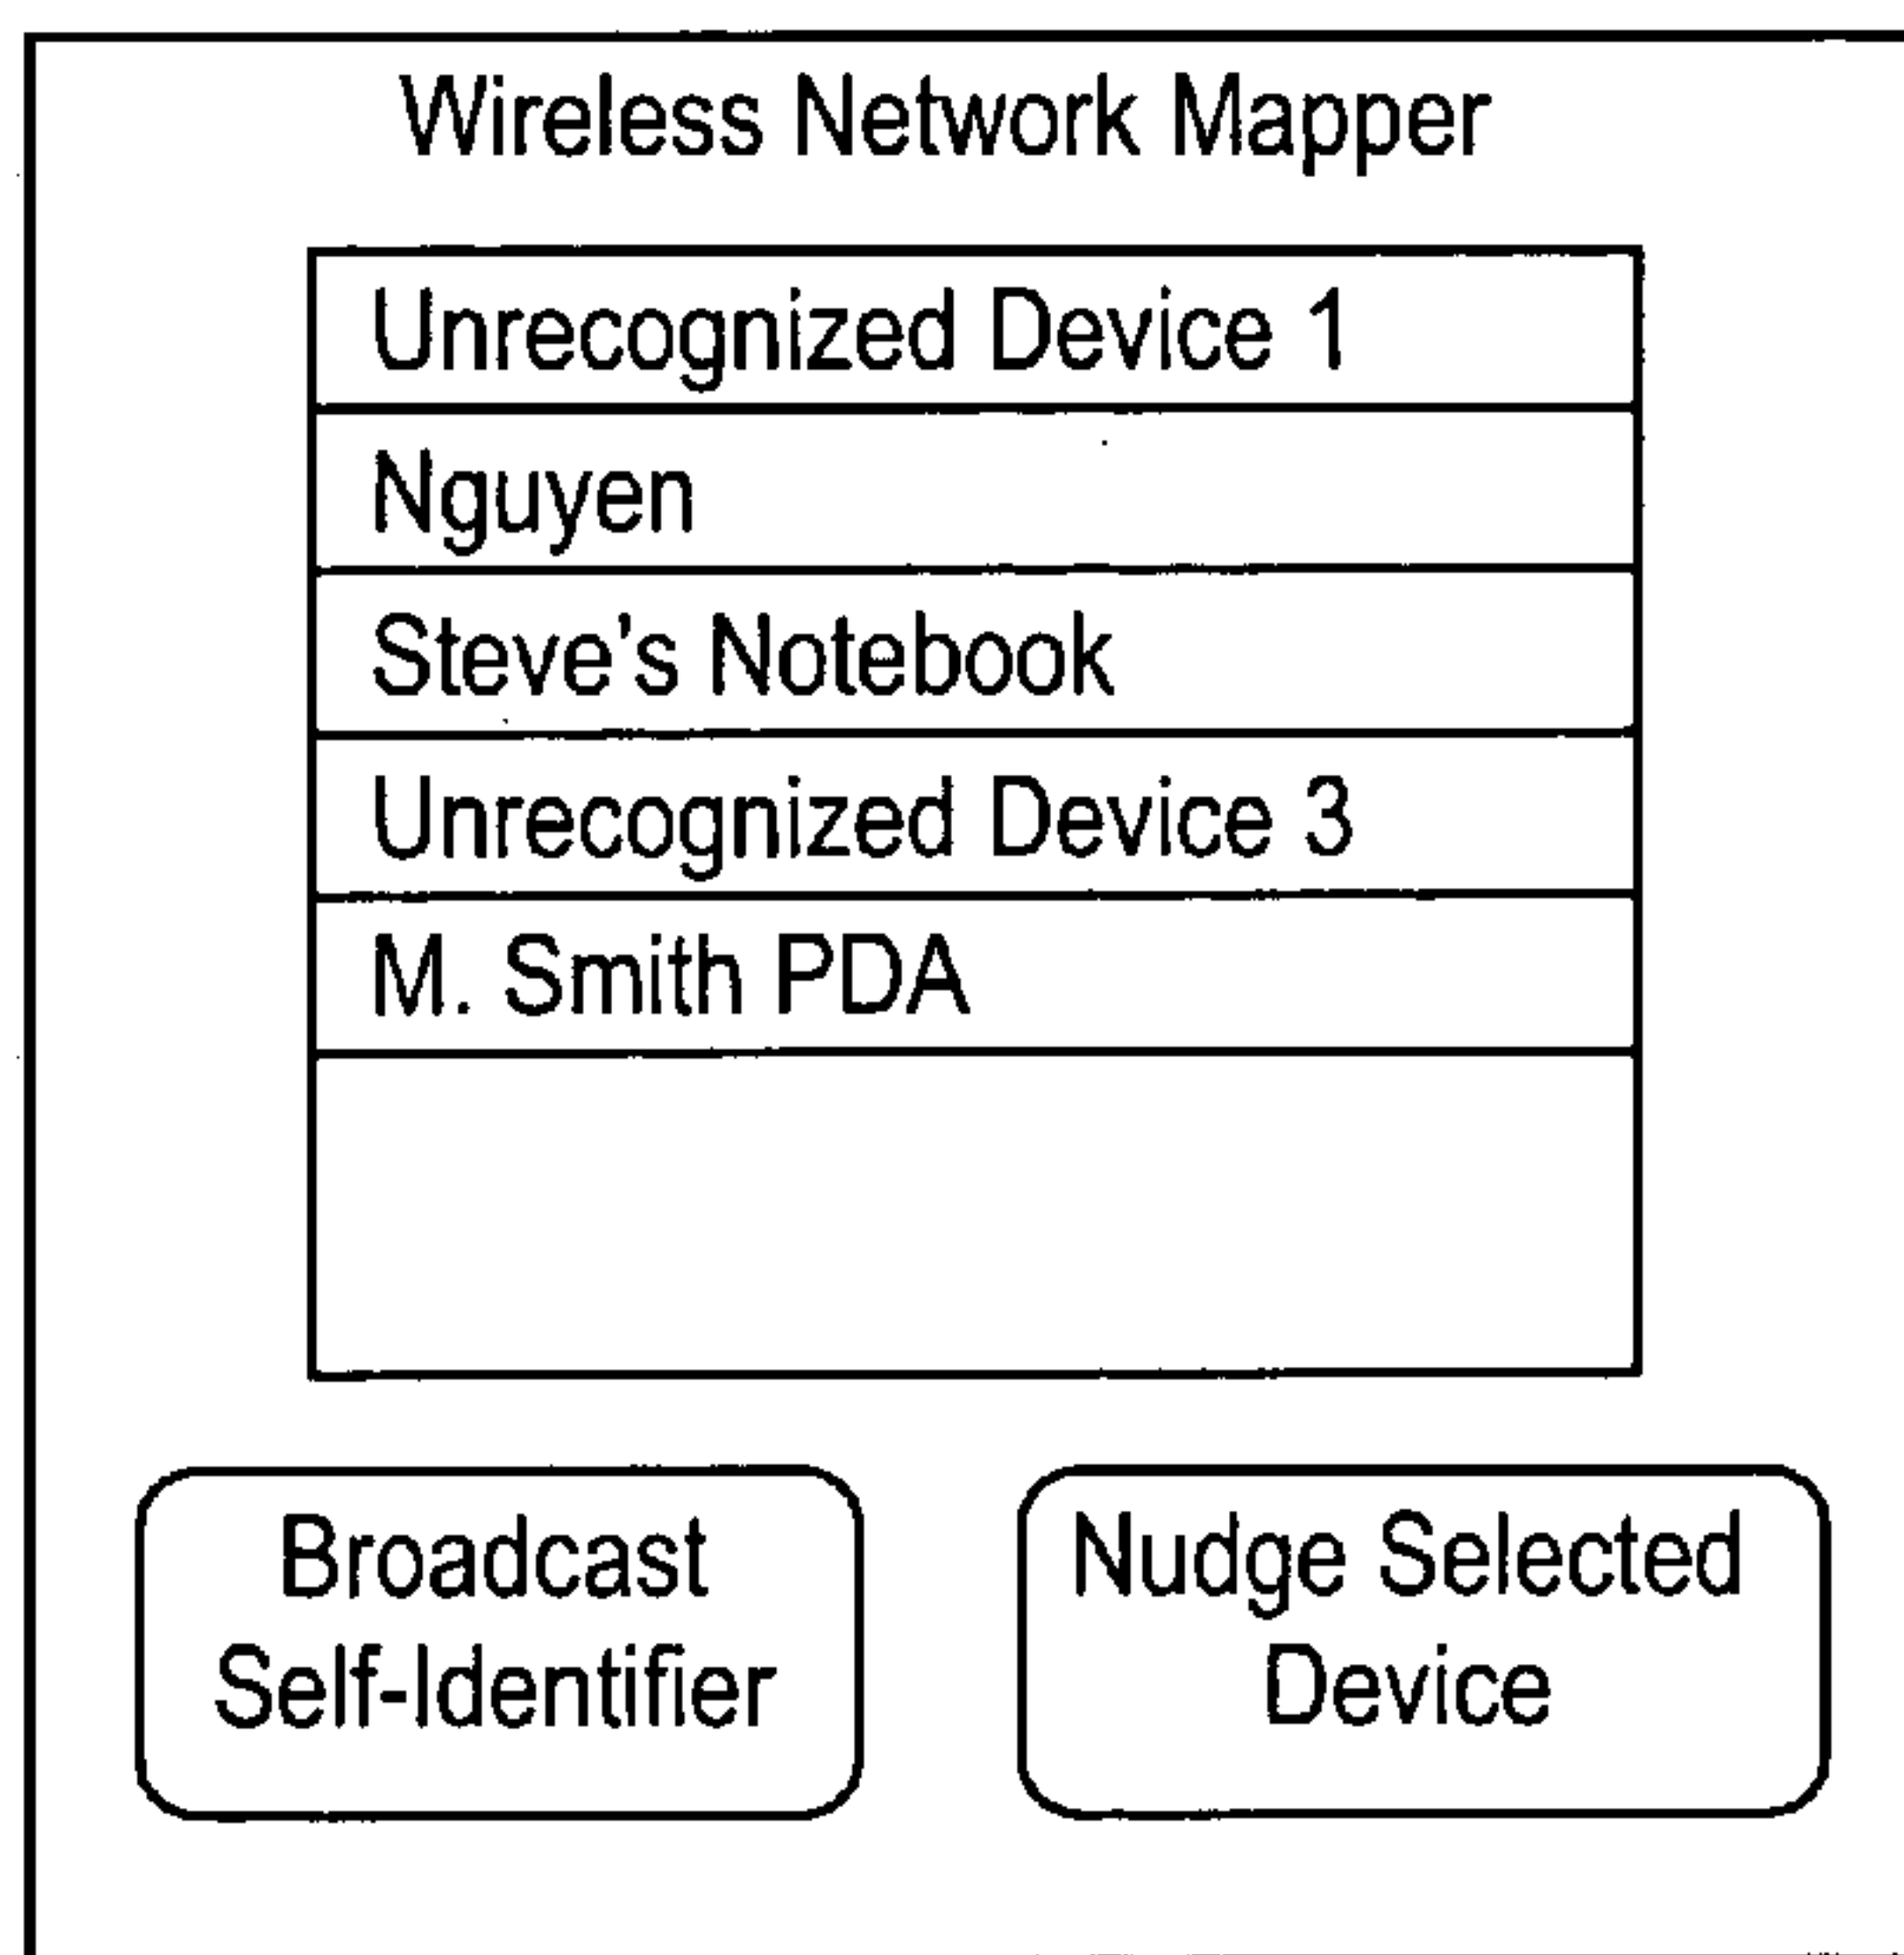 Wireless Network Mapper
Unrecognized Device 1
Nguyen
Steve's Notebook
Unrecognized Device 3
M. Smith PDA
Broadcast
Self-Identifier
Nudge Selected
Device